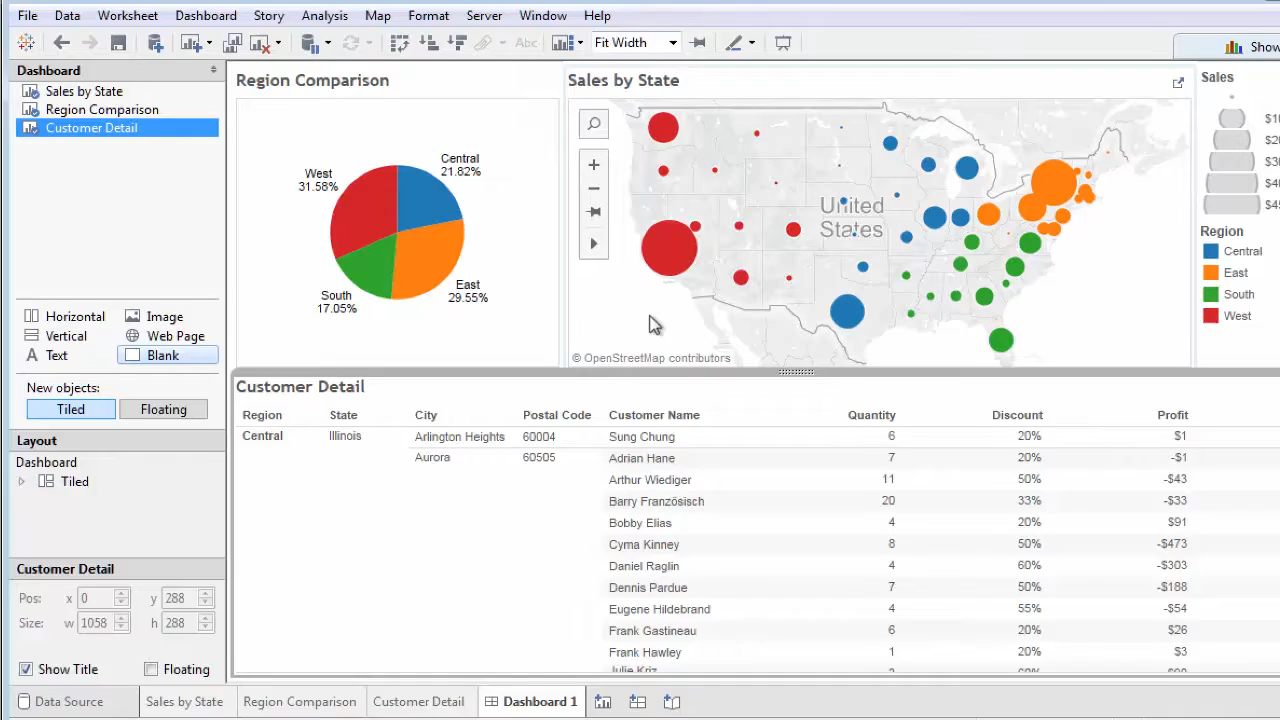 File Data Worksheet Dashboard Story Analysis Map Format Server Window Help
Abc Fit Width Show
Dashboard
Sales by State
Region Comparison
Customer Detail
Horizontal Image
Vertical Web Page
A Text Blank
New objects:
Tiled Floating
Layout
Dashboard
Tiled
Customer Detail
Pos: x 0 y 288
Size: w 1058 h 288
Show Title Floating
Region Comparison
Central
21.82%
West
31.58%
East
29.55%
South
17.05%
Sales by State
United
States
© OpenStreetMap contributors
Sales
Region
Central
East
South
West
Customer Detail
Region State City Postal Code Customer Name Quantity Discount Profit
Central Illinois Arlington Heights 60004 Sung Chung 6 20% $1
Aurora 60505 Adrian Hane 7 20% -$1
Arthur Wiediger 11 50% -$43
Barry Französisch 20 33% -$33
Bobby Elias 4 20% $91
Cyma Kinney 8 50% -$473
Daniel Raglin 4 60% -$303
Dennis Pardue 7 50% -$188
Eugene Hildebrand 4 55% -$54
Frank Gastineau 6 20% $26
Frank Hawley 1 20% $3
Julie Kriz
Data Source Sales by State Region Comparison Customer Detail Dashboard 1